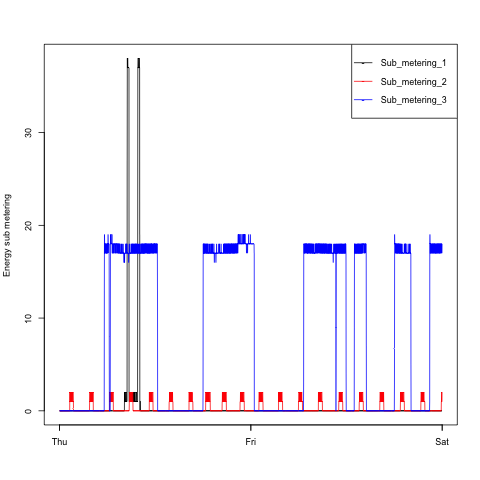 Sub_metering_1
Sub_metering_2
Sub_metering_3
Energy sub metering
30
20
10
0
Thu
Fri
Sat